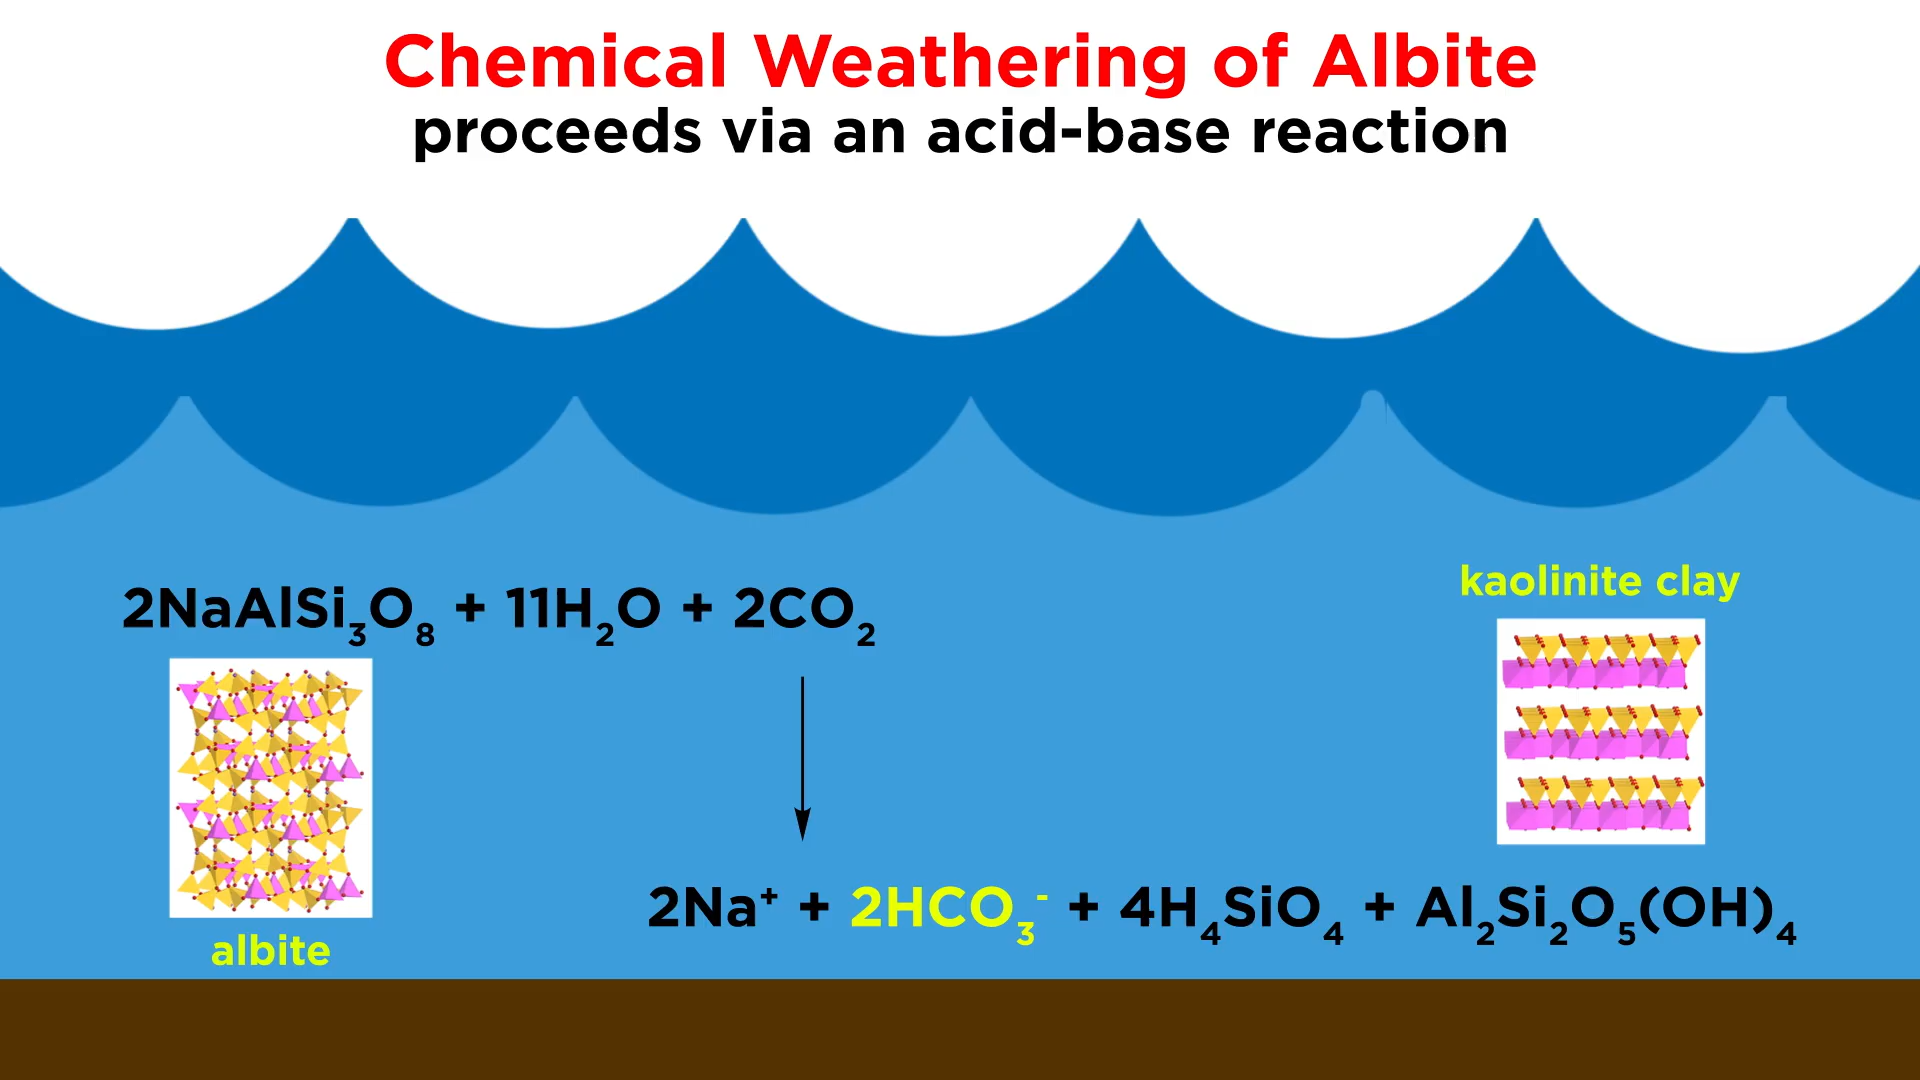 Chemical Weathering of Albite
proceeds via an acid-base reaction
2NaAlSi₃O₈ + 11H₂O + 2CO₂
kaolinite clay
2Na⁺ + 2HCO₃⁻ + 4H₄SiO₄ + Al₂Si₂O₅(OH)₄
albite